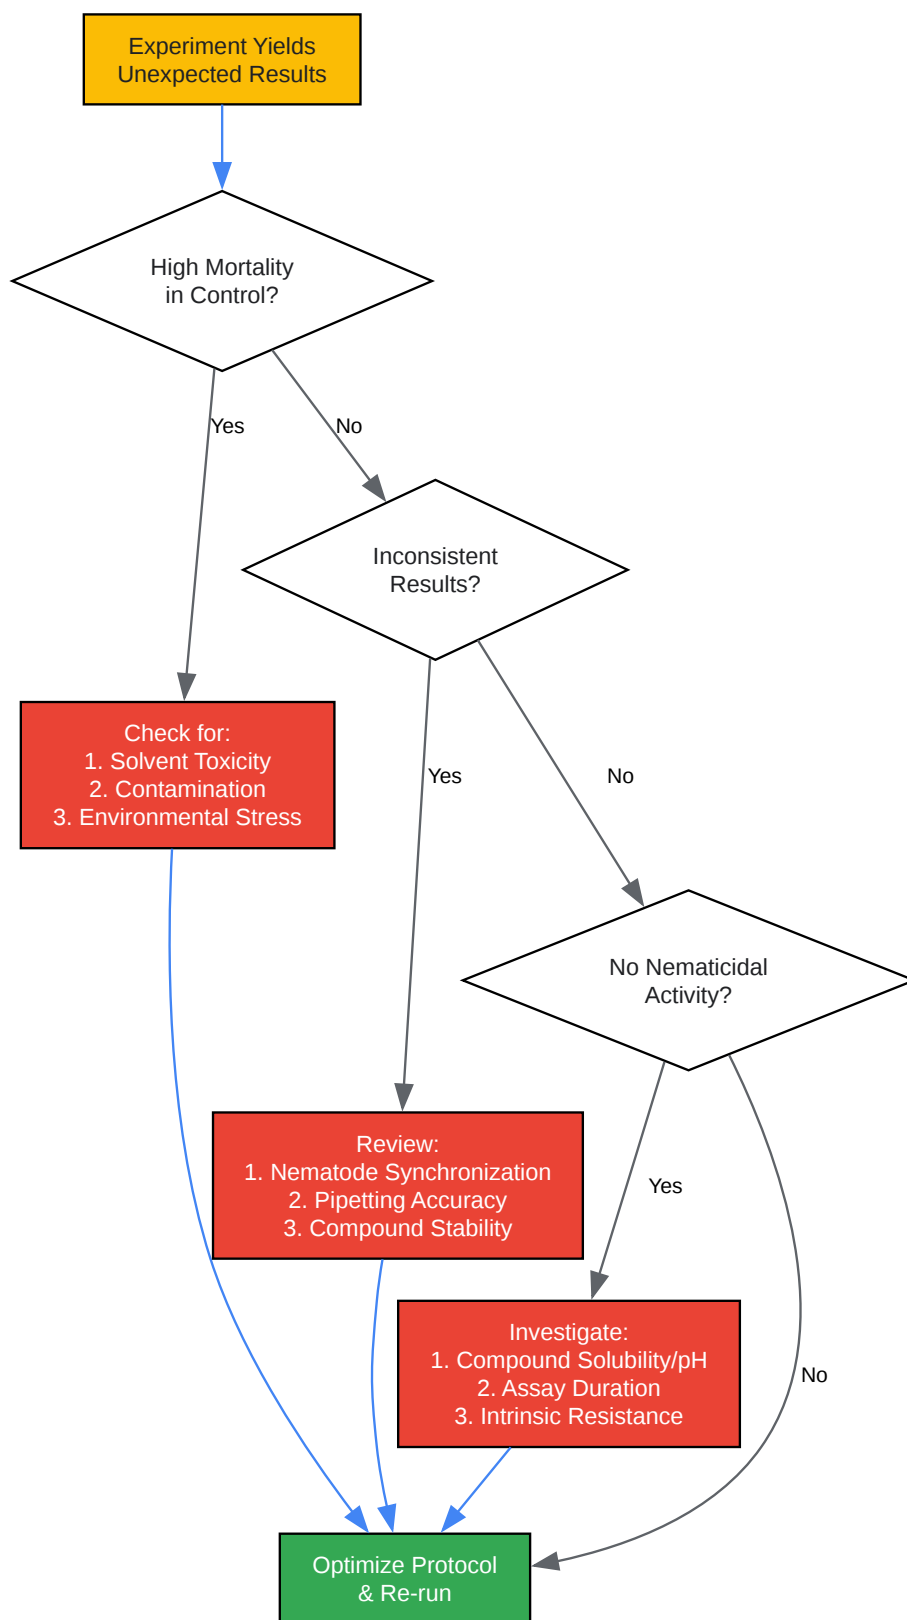 Experiment Yields
Unexpected Results
High Mortality
in Control?
Yes
No
Inconsistent
Results?
Check for:
1. Solvent Toxicity
2. Contamination
3. Environmental Stress
Yes
No
No Nematicidal
Activity?
Review:
1. Nematode Synchronization
2. Pipetting Accuracy
3. Compound Stability
Yes
Investigate:
1. Compound Solubility/pH
2. Assay Duration
3. Intrinsic Resistance
No
Optimize Protocol
& Re-run